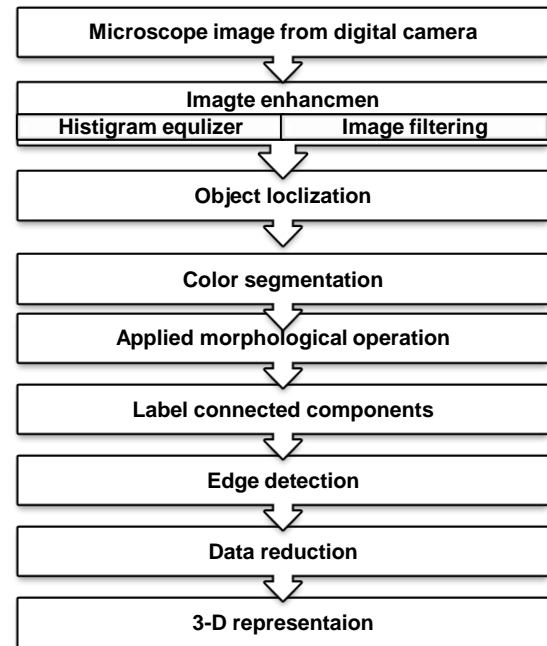 Microscope image from digital camera
Imagte enhancmen
Histigram equlizer
Image filtering
Object loclization
Color segmentation
Applied morphological operation
Label connected components
Edge detection
Data reduction
3-D representaion